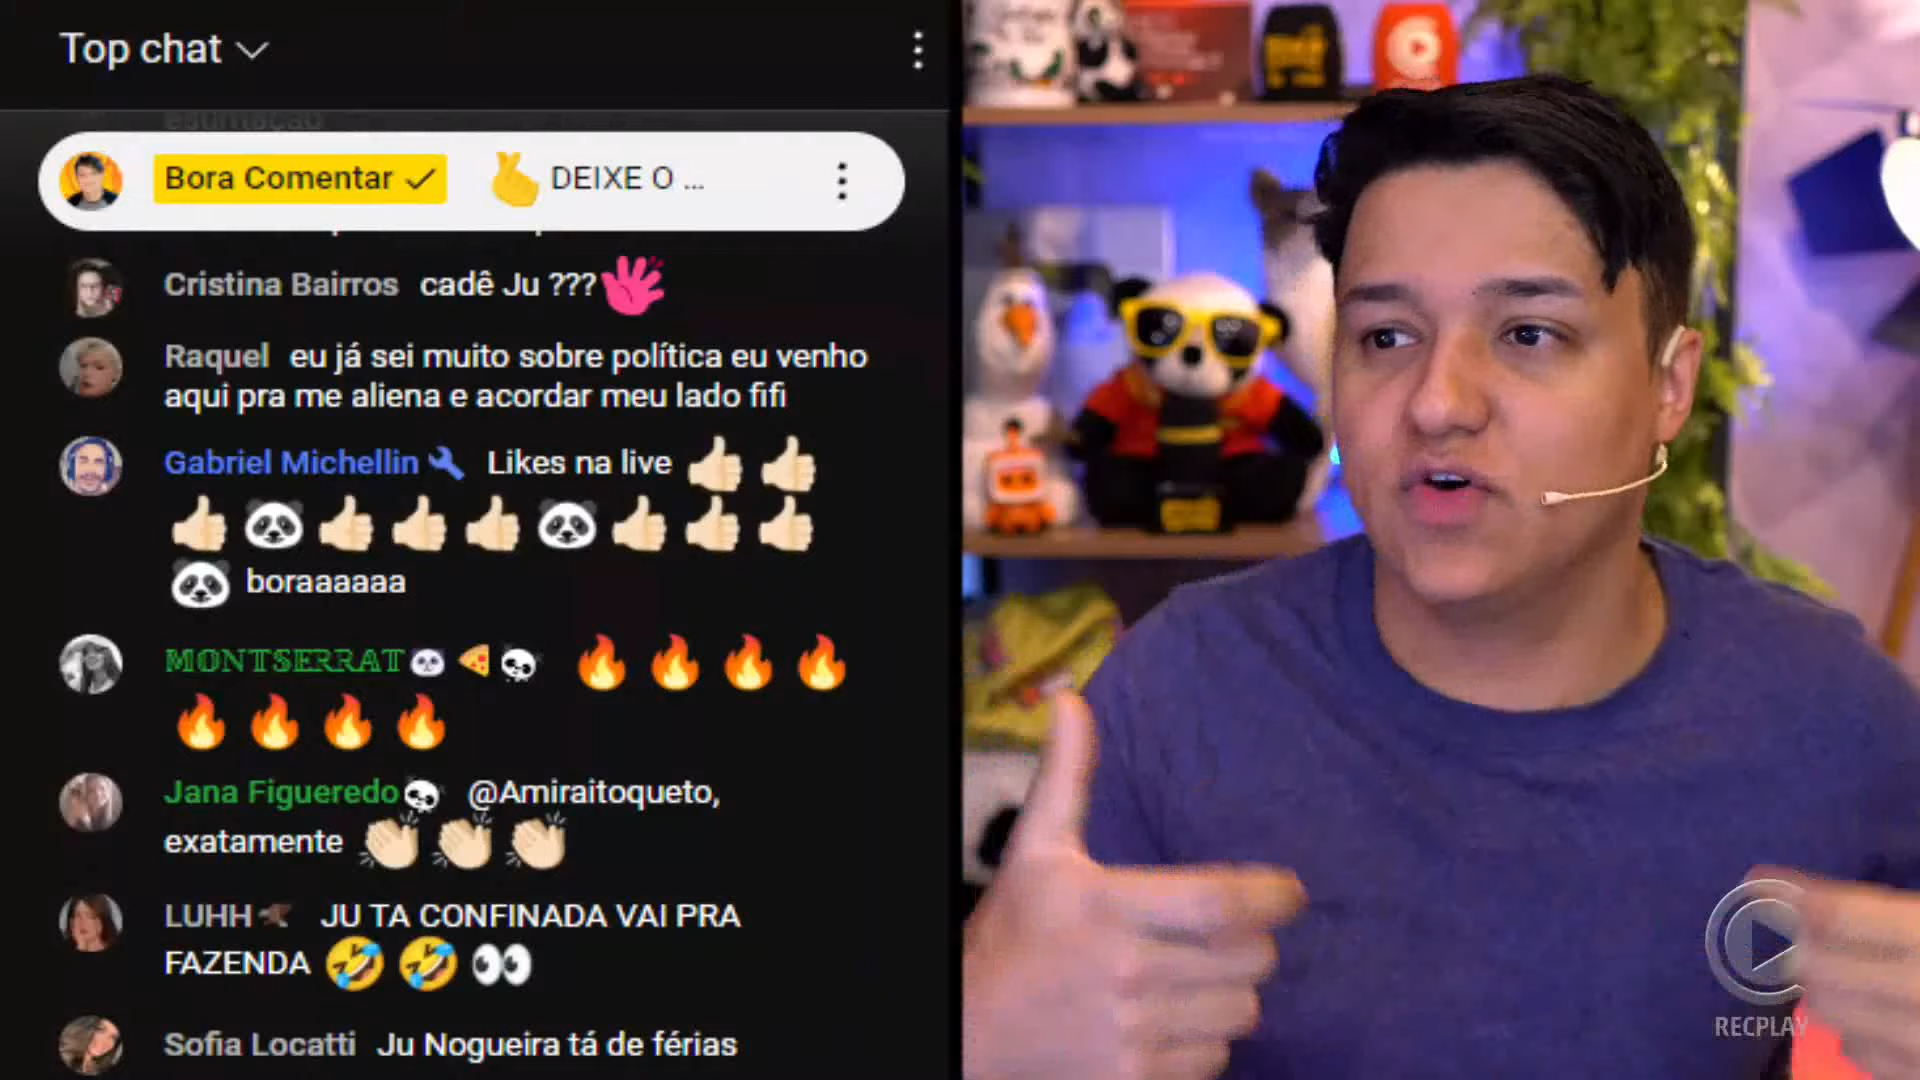 Top chat
estimação
Bora Comentar DEIXE O ...
Cristina Bairros cadê Ju ???
Raquel eu já sei muito sobre política eu venho
aqui pra me aliena e acordar meu lado fifi
Gabriel Michellin Likes na live
boraaaaaa
MONTSERRAT
Jana Figueredo @Amiraitoqueto,
exatamente
LUHH JU TA CONFINADA VAI PRA
FAZENDA
Sofia Locatti Ju Nogueira tá de férias
RECPLAY